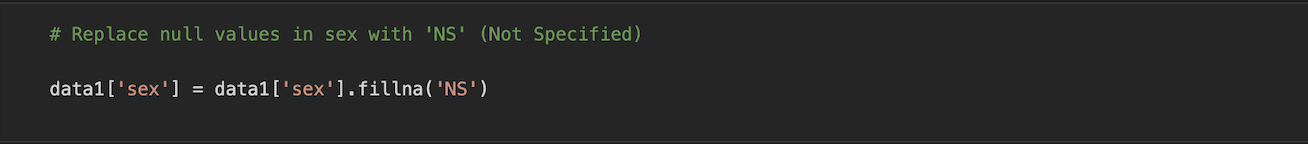 # Replace null values in sex with 'NS' (Not Specified)
data1['sex'] = data1['sex'].fillna('NS')